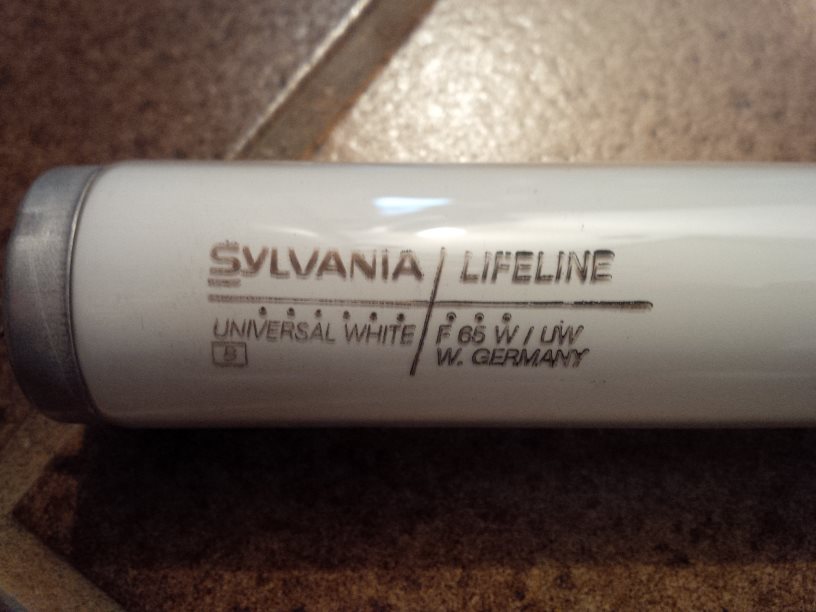 SYLVANIA / LIFELINE
UNIVERSAL WHITE / F 65 W / UW
B W. GERMANY